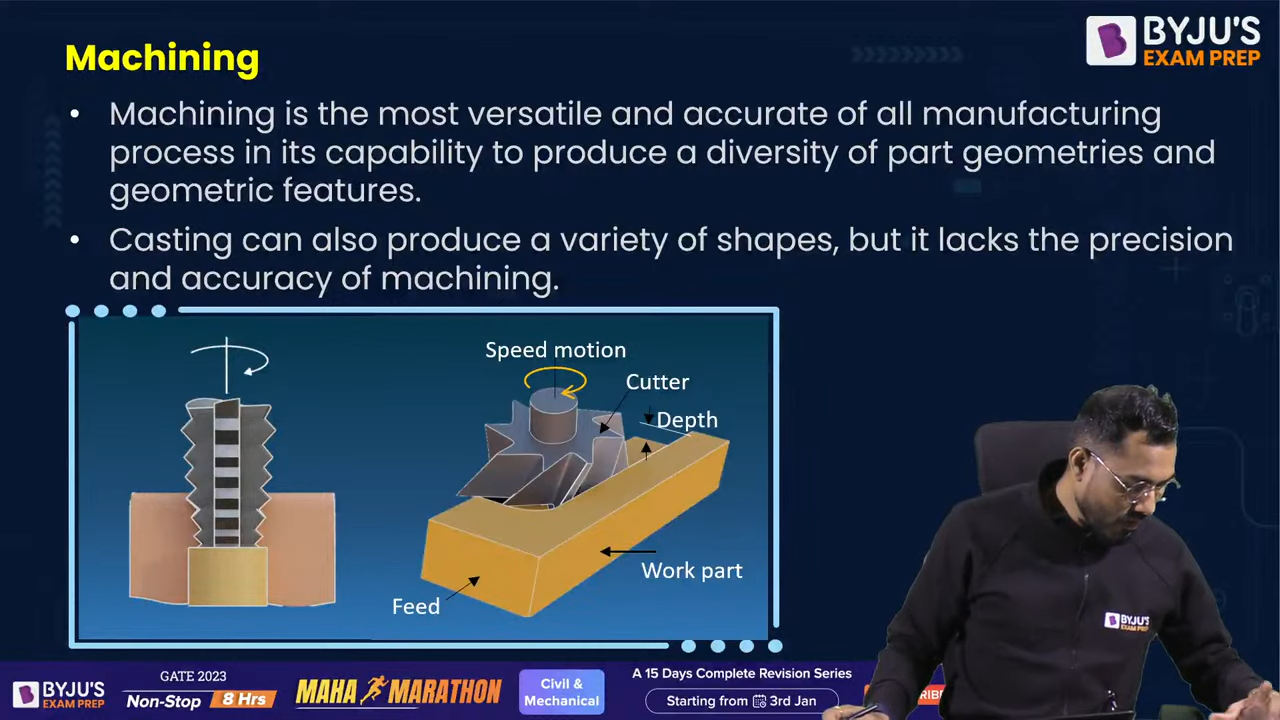 Machining
BYJU'S
EXAM PREP
• Machining is the most versatile and accurate of all manufacturing
process in its capability to produce a diversity of part geometries and
geometric features.
• Casting can also produce a variety of shapes, but it lacks the precision
and accuracy of machining.
Speed motion
Cutter
Depth
Work part
Feed
BYJU'S
EXAM PREP
BYJU'S
EXAM PREP
GATE 2023
Non-Stop 8 Hrs
MAHA MARATHON
Civil &
Mechanical
A 15 Days Complete Revision Series
Starting from 3rd Jan